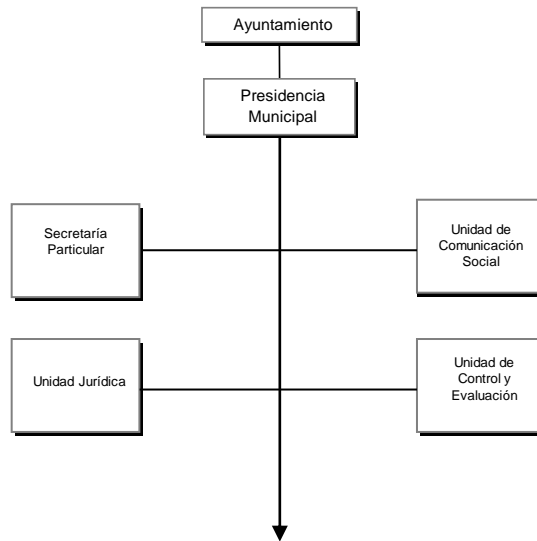 Ayuntamiento
Presidencia
Municipal
Secretaría
Particular
Unidad de
Comunicación
Social
Unidad Jurídica
Unidad de
Control y
Evaluación